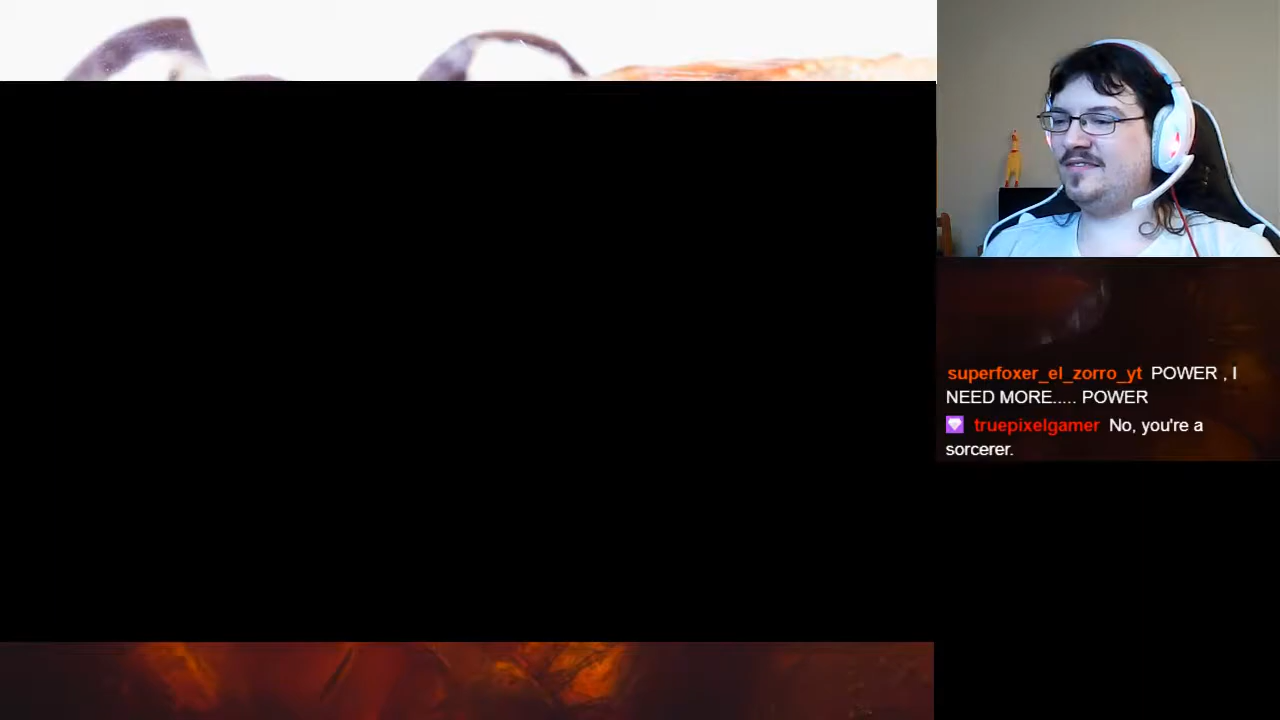 superfoxer_el_zorro_yt POWER , I
NEED MORE..... POWER
truepixelgamer No, you're a
sorcerer.